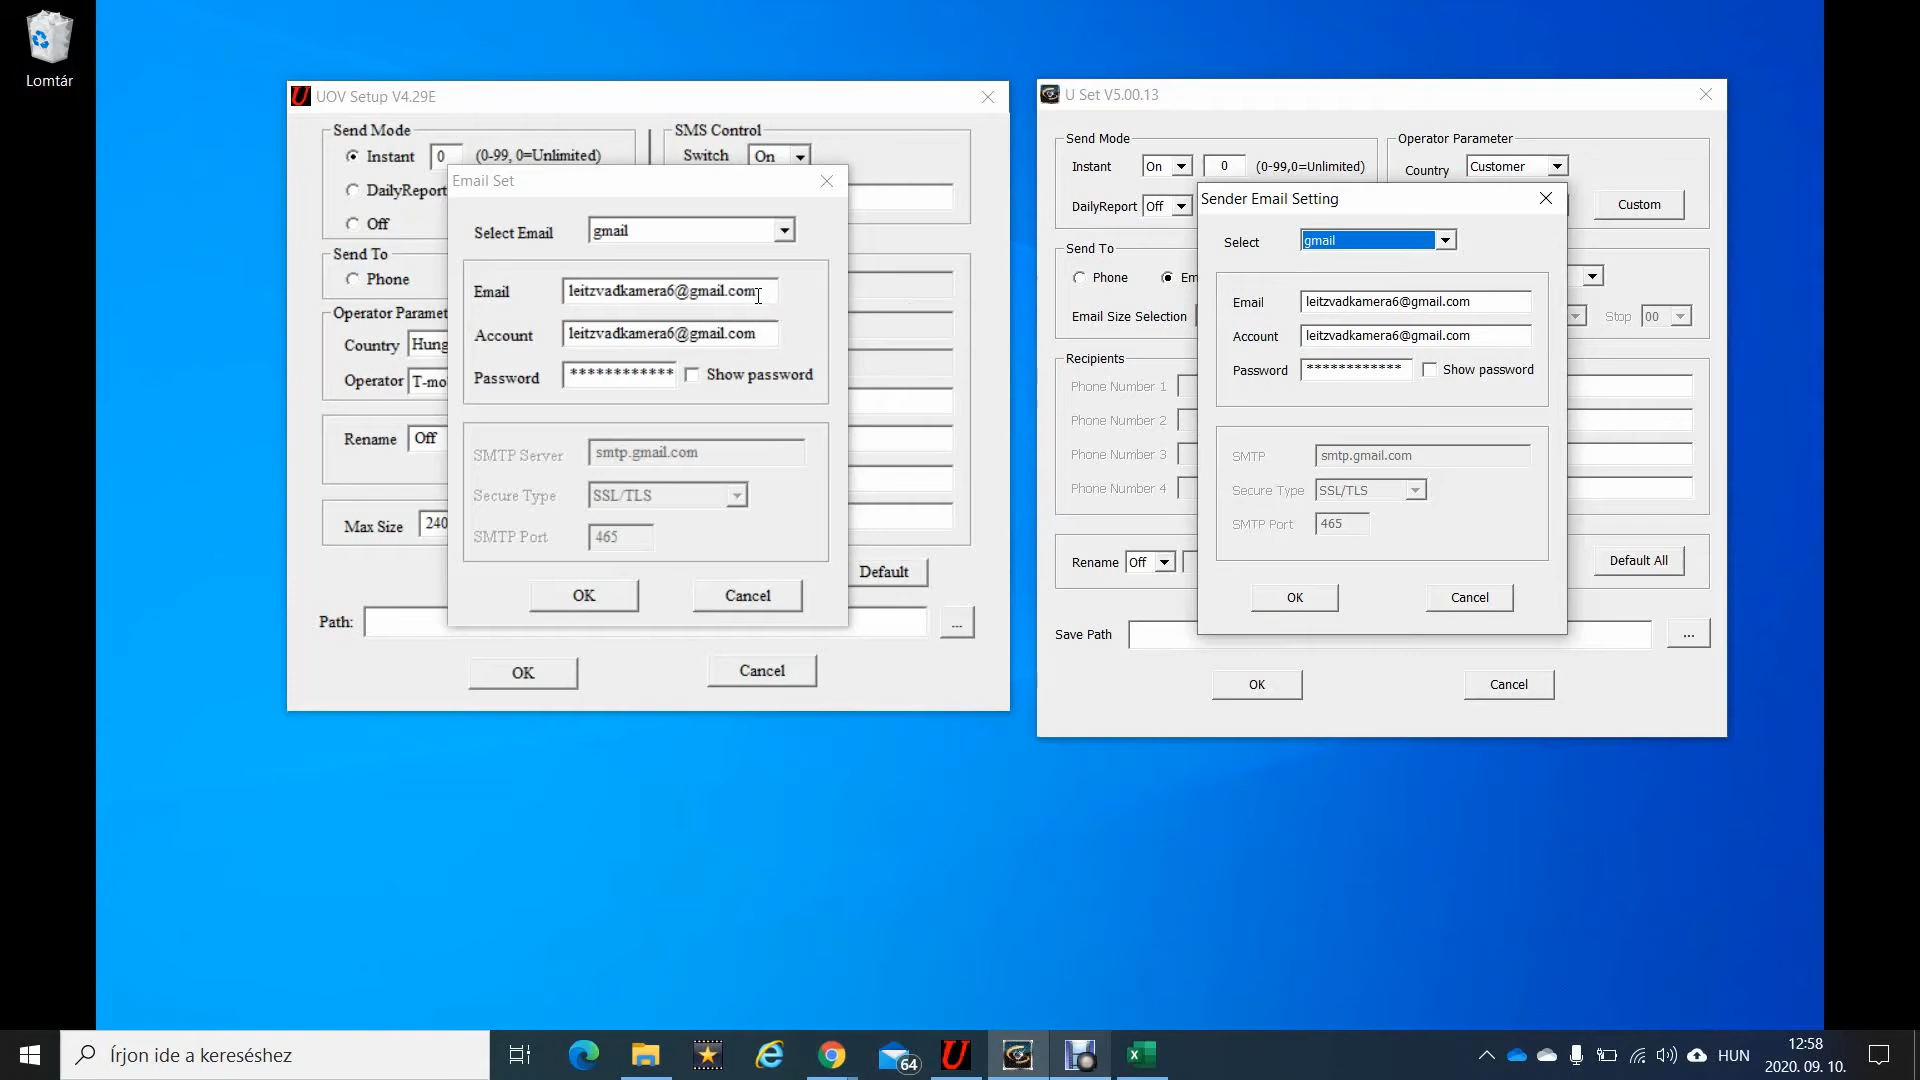 Lomtár
UOV Setup V4.29E
Send Mode
Instant 0 (0-99, 0=Unlimited)
DailyReport
Off
SMS Control
Switch On
Send To
Phone
Operator Paramet
Country Hung
Operator T-mo
Rename Off
Max Size 240
Default
Path:
...
OK Cancel
Email Set
Select Email gmail
Email leitzvadkamera6@gmail.com
Account leitzvadkamera6@gmail.com
Password ************ Show password
SMTP Server smtp.gmail.com
Secure Type SSL/TLS
SMTP Port 465
OK Cancel
U Set V5.00.13
Send Mode
Instant On 0 (0-99,0=Unlimited)
DailyReport Off
Operator Parameter
Country Customer
Custom
Send To
Phone Em
Email Size Selection
Stop 00
Recipients
Phone Number 1
Phone Number 2
Phone Number 3
Phone Number 4
Rename Off
Default All
Save Path
...
OK Cancel
Sender Email Setting
Select gmail
Email leitzvadkamera6@gmail.com
Account leitzvadkamera6@gmail.com
Password ************ Show password
SMTP smtp.gmail.com
Secure Type SSL/TLS
SMTP Port 465
OK Cancel
Írjon ide a kereséshez
64
HUN
12:58
2020. 09. 10.